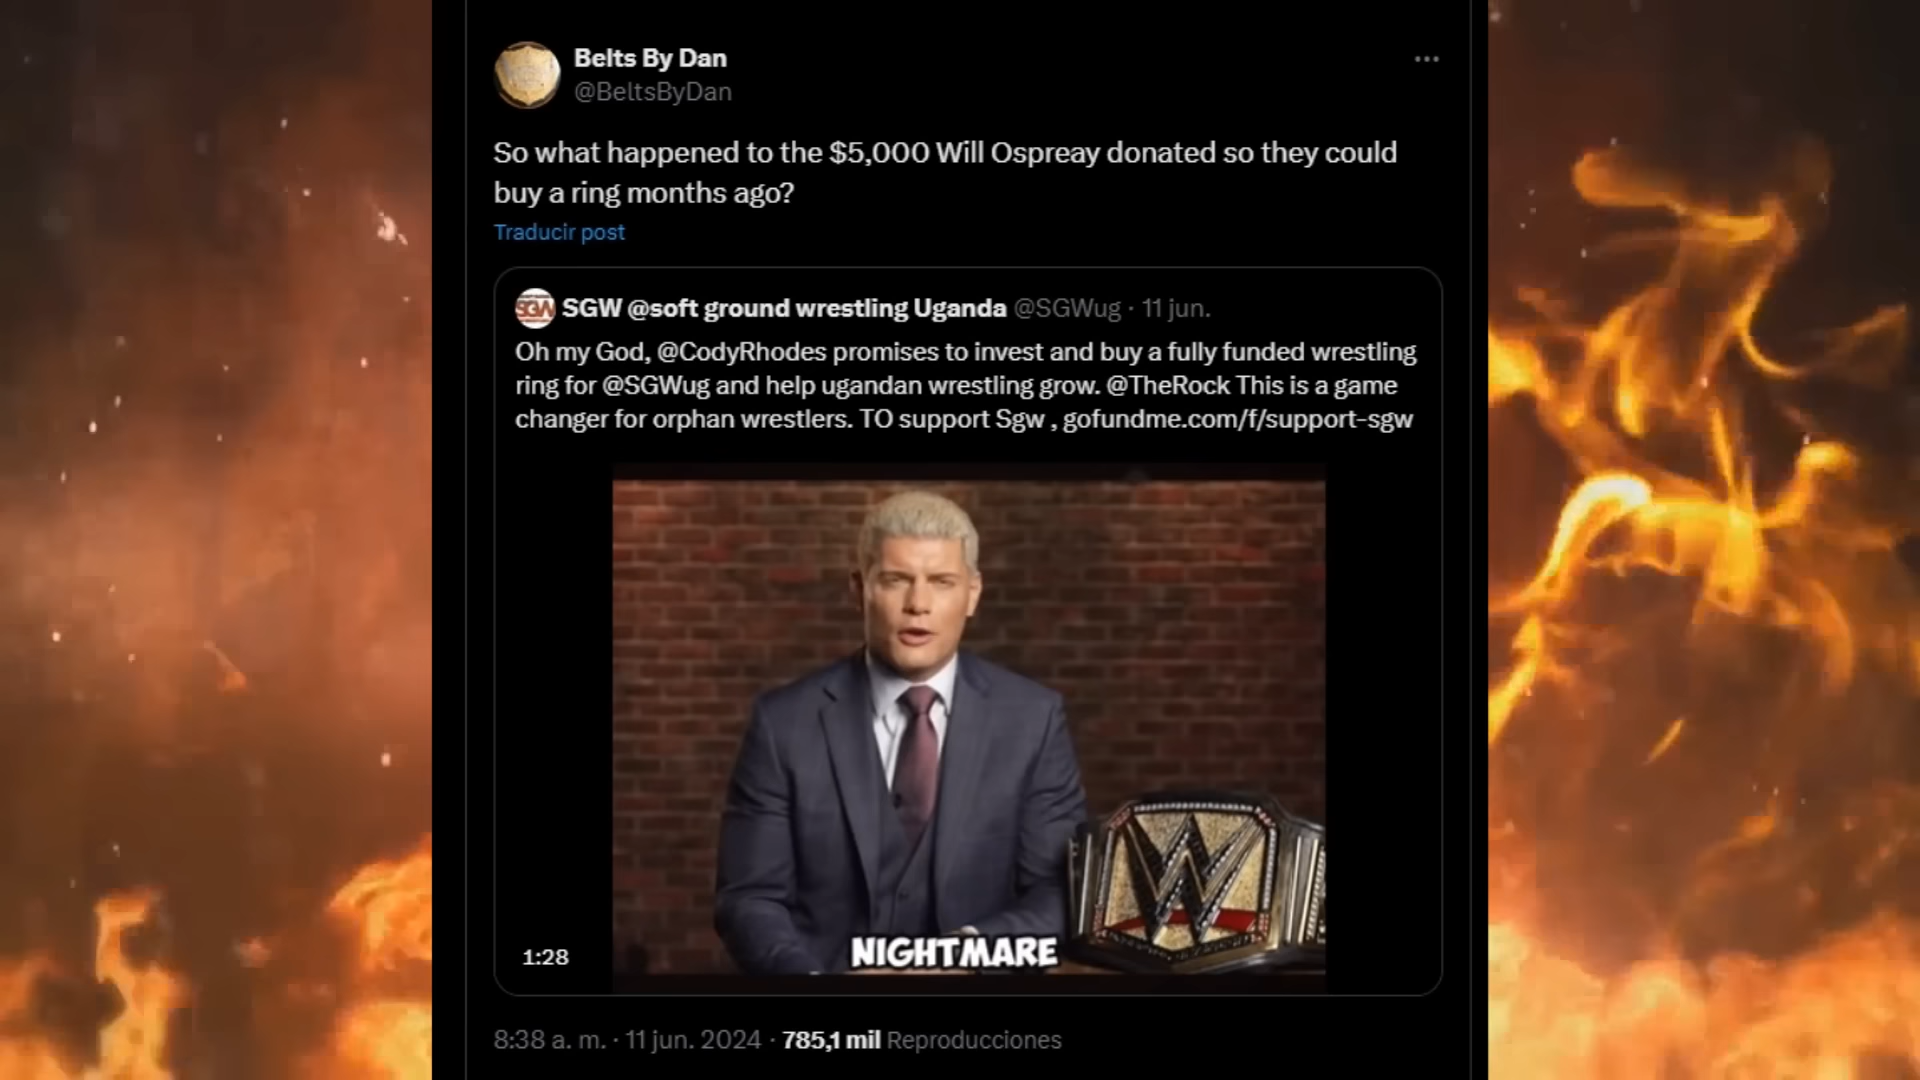 Belts By Dan
@BeltsByDan
So what happened to the $5,000 Will Ospreay donated so they could
buy a ring months ago?
Traducir post
SGW
SGW @soft ground wrestling Uganda @SGWug · 11 jun.
Oh my God, @CodyRhodes promises to invest and buy a fully funded wrestling
ring for @SGWug and help ugandan wrestling grow. @TheRock This is a game
changer for orphan wrestlers. TO support Sgw , gofundme.com/f/support-sgw
1:28
NIGHTMARE
8:38 a. m. · 11 jun. 2024 · 785,1 mil Reproducciones